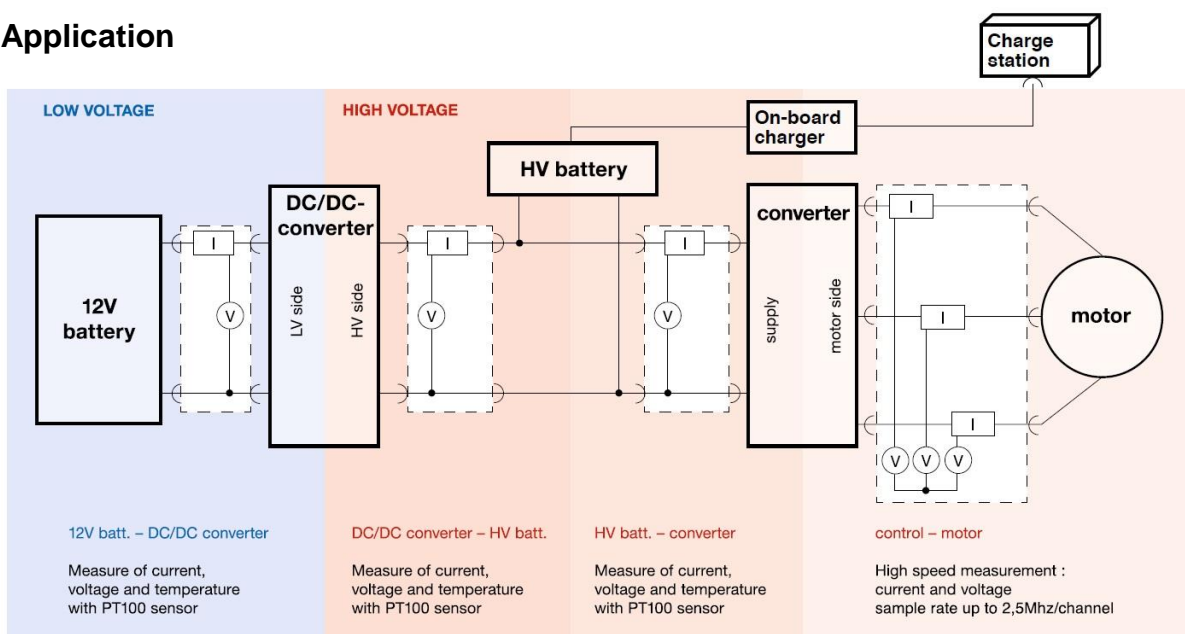 Application
Charge
station
LOW VOLTAGE
HIGH VOLTAGE
On-board
charger
HV battery
DC/DC-
converter
converter
12V
battery
I
V
LV side
HV side
I
V
I
V
supply
motor side
I
I
I
V
V
V
motor
12V batt. – DC/DC converter
Measure of current,
voltage and temperature
with PT100 sensor
DC/DC converter – HV batt.
Measure of current,
voltage and temperature
with PT100 sensor
HV batt. – converter
Measure of current,
voltage and temperature
with PT100 sensor
control – motor
High speed measurement :
current and voltage
sample rate up to 2,5Mhz/channel